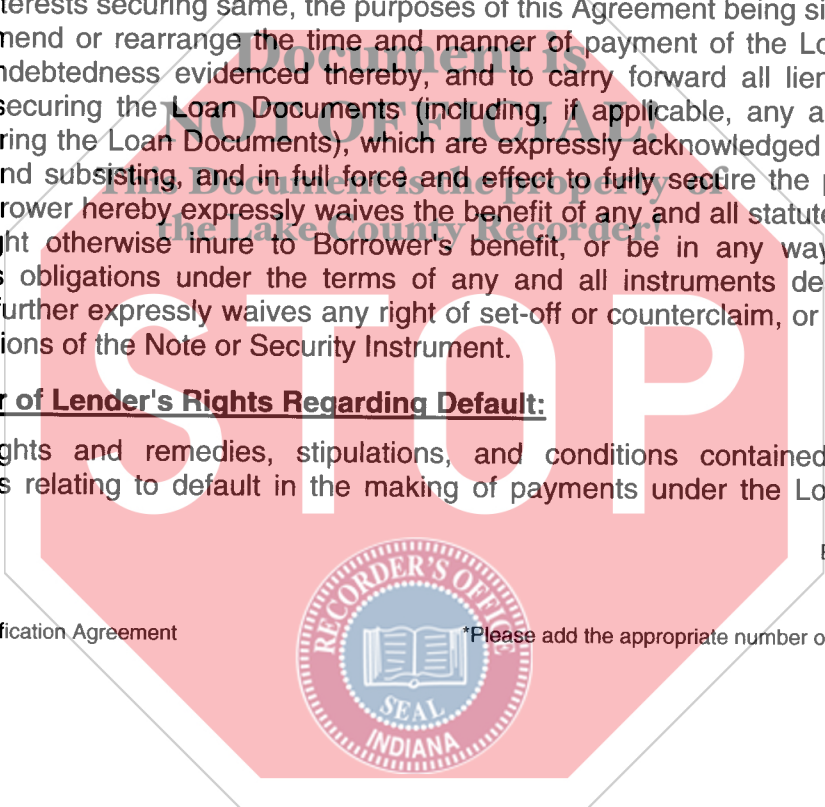 terests securing same, the purposes of this Agreement being si
nend or rearrange the time and manner of payment of the Lo
ndebtedness evidenced thereby, and to carry forward all lien
securing the Loan Documents (including, if applicable, any a
ring the Loan Documents), which are expressly acknowledged
nd subsisting, and in full force and effect to fully secure the
rower hereby expressly waives the benefit of any and all statute
ht otherwise inure to Borrower's benefit, or be in any way
s obligations under the terms of any and all instruments de
urther expressly waives any right of set-off or counterclaim, or
ions of the Note or Security Instrument.
r of Lender's Rights Regarding Default:
ghts and remedies, stipulations, and conditions contained
s relating to default in the making of payments under the Lo
fication Agreement
*Please add the appropriate number o
Document is
NOT OFFICIAL!
This Document is the property of
the Lake County Recorder!
STOP
RECORDER'S OFFICE
SEAL
INDIANA